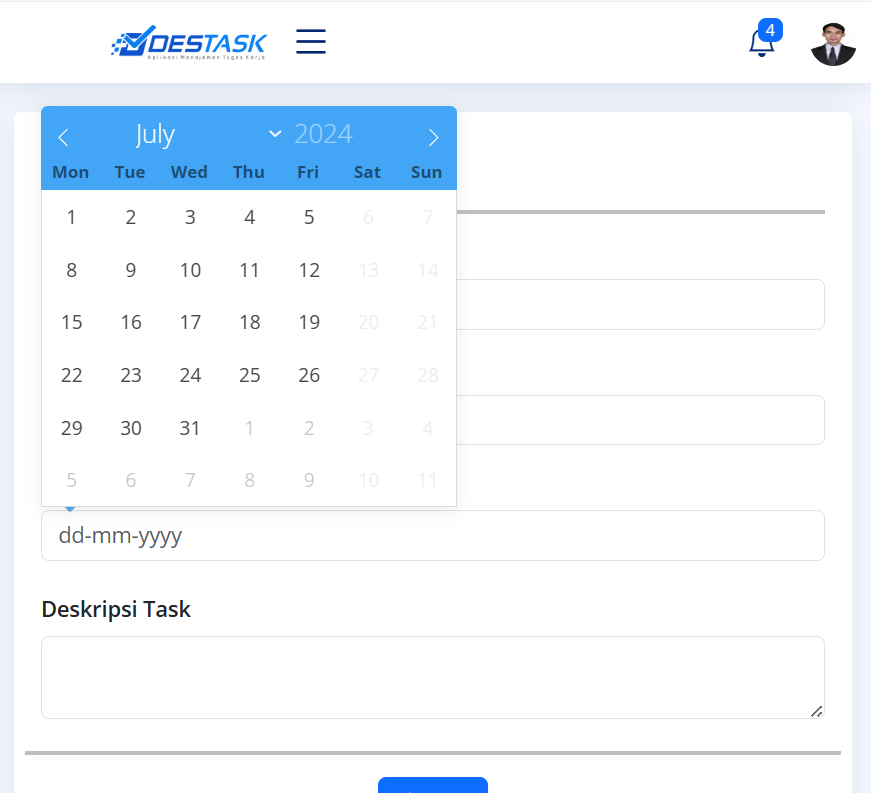 DESTASK
Aplikasi Manajemen Tugas Kerja
4
July 2024
Mon Tue Wed Thu Fri Sat Sun
1 2 3 4 5 6 7
8 9 10 11 12 13 14
15 16 17 18 19 20 21
22 23 24 25 26 27 28
29 30 31 1 2 3 4
5 6 7 8 9 10 11
dd-mm-yyyy
Deskripsi Task